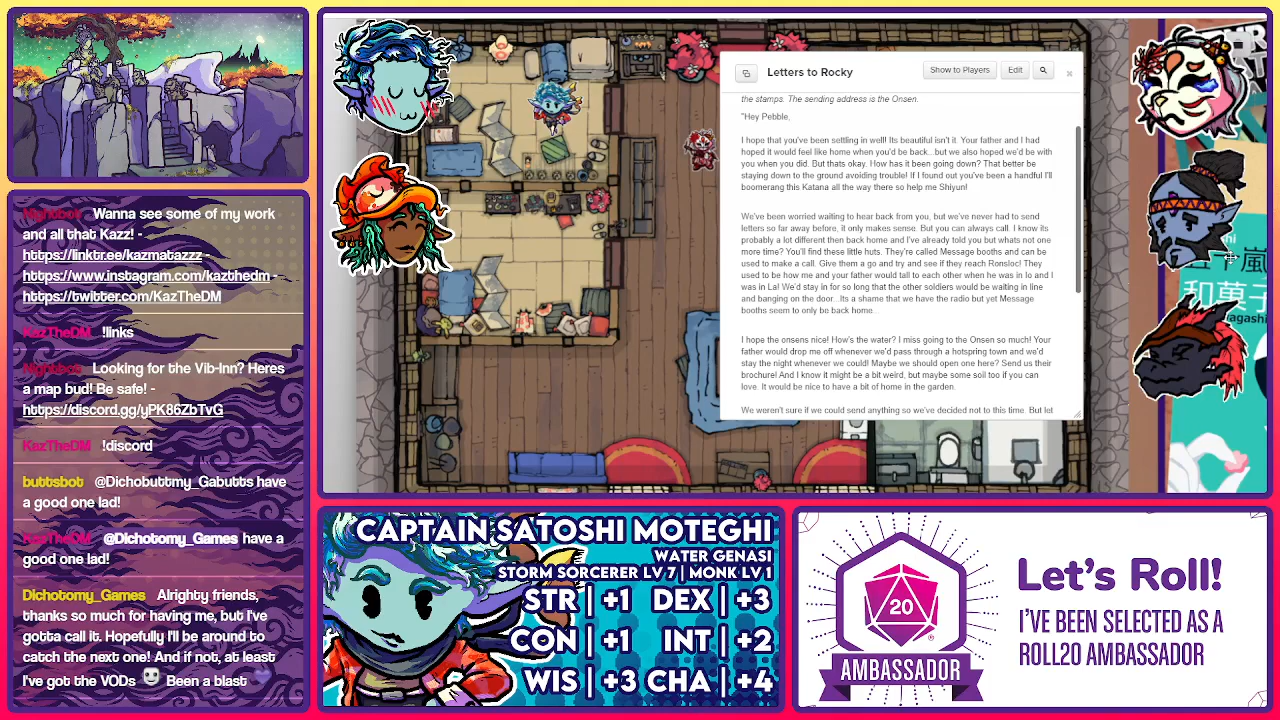 Nightbot Wanna see some of my work
and all that Kazz! -
https://linktr.ee/kazmatazzz -
https://www.instagram.com/kazthedm -
https://twitter.com/KazTheDM
KazTheDM !links
Nightbot Looking for the Vib-Inn? Heres
a map bud! Be safe! -
https://discord.gg/yPK86ZbTvG
KazTheDM !discord
buttsbot @Dichobuttmy_Gabutts have
a good one lad!
KazTheDM @Dichotomy_Games have a
good one lad!
Dichotomy_Games Alrighty friends,
thanks so much for having me, but I've
gotta call it. Hopefully I'll be around to
catch the next one! And if not, at least
I've got the VODs Been a blast
Letters to Rocky
Show to Players
Edit
the stamps. The sending address is the Onsen.
"Hey Pebble,
I hope that you've been settling in well! Its beautiful isn't it. Your father and I had
hoped it would feel like home when you'd be back...but we also hoped we'd be with
you when you did. But thats okay. How has it been going down? That better be
staying down to the ground avoiding trouble! If I found out you've been a handful I'll
boomerang this Katana all the way there so help me Shiyun!
We've been worried waiting to hear back from you, but we've never had to send
letters so far away before, it only makes sense. But you can always call. I know its
probably a lot different then back home and I've already told you but whats not one
more time? You'll find these little huts. They're called Message booths and can be
used to make a call. Give them a go and try and see if they reach Romsloc! They
used to be how me and your father would tall to each other when he was in Io and I
was in La! We'd stay in for so long that the other soldiers would be waiting in line
and banging on the door...Its a shame that we have the radio but yet Message
booths seem to only be back home...
I hope the onsens nice! How's the water? I miss going to the Onsen so much! Your
father would drop me off whenever we'd pass through a hotspring town and we'd
stay the night whenever we could! Maybe we should open one here? Send us their
brochure! And I know it might be a bit weird, but maybe some soil too if you can
love. It would be nice to have a bit of home in the garden.
We weren't sure if we could send anything so we've decided not to this time. But let
和菓子
CAPTAIN SATOSHI MOTEGHI
WATER GENASI
STORM SORCERER LV 7 | MONK LV 1
STR | +1 DEX | +3
CON | +1 INT | +2
WIS | +3 CHA | +4
20
AMBASSADOR
Let's Roll!
I'VE BEEN SELECTED AS A
ROLL20 AMBASSADOR